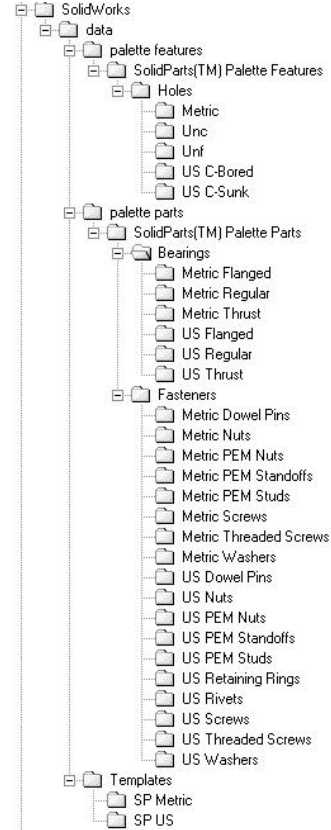 SolidWorks
data
palette features
SolidParts(TM) Palette Features
Holes
Metric
Unc
Unf
US C-Bored
US C-Sunk
palette parts
SolidParts(TM) Palette Parts
Bearings
Metric Flanged
Metric Regular
Metric Thrust
US Flanged
US Regular
US Thrust
Fasteners
Metric Dowel Pins
Metric Nuts
Metric PEM Nuts
Metric PEM Standoffs
Metric PEM Studs
Metric Screws
Metric Threaded Screws
Metric Washers
US Dowel Pins
US Nuts
US PEM Nuts
US PEM Standoffs
US PEM Studs
US Retaining Rings
US Rivets
US Screws
US Threaded Screws
US Washers
Templates
SP Metric
SP US